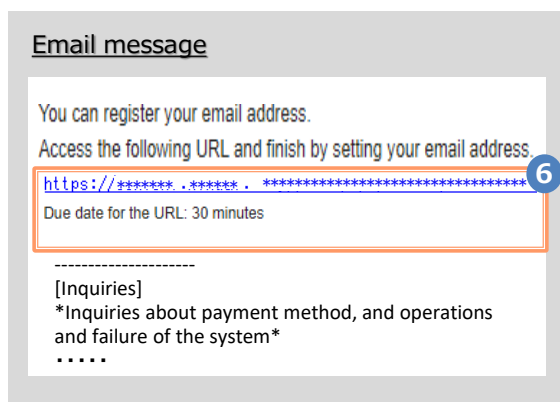 Email message
You can register your email address.
Access the following URL and finish by setting your email address.
6
https://*******.******. *********************************
Due date for the URL: 30 minutes
---------------------
[Inquiries]
*Inquiries about payment method, and operations
and failure of the system*
・・・・・